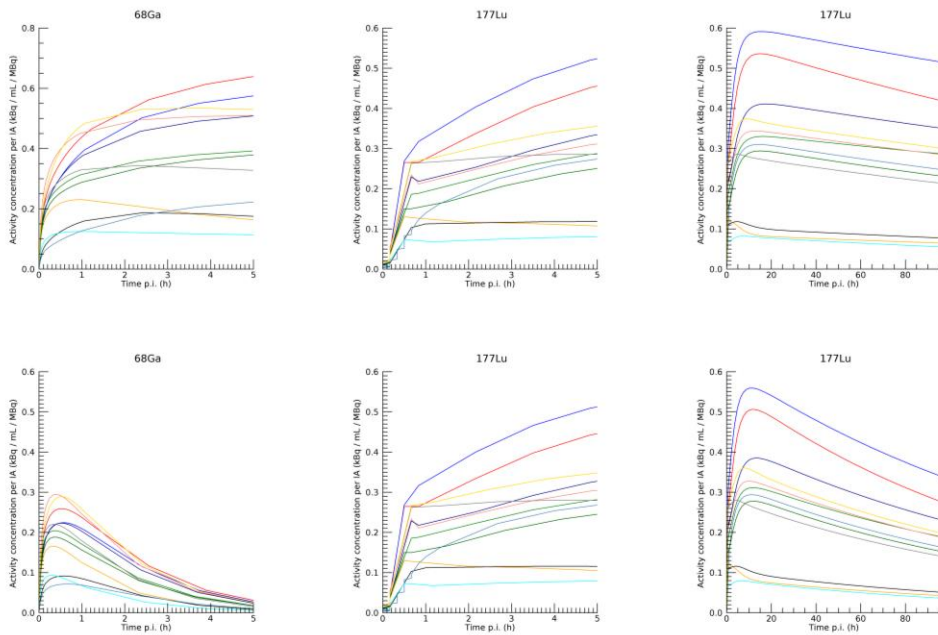 68Ga
177Lu
177Lu
Activity concentration per IA (kBq / mL / MBq)
0.8
0.6
0.4
0.2
0.0
0 1 2 3 4 5
Time p.i. (h)
Activity concentration per IA (kBq / mL / MBq)
0.6
0.5
0.4
0.3
0.2
0.1
0.0
0 1 2 3 4 5
Time p.i. (h)
Activity concentration per IA (kBq / mL / MBq)
0.6
0.5
0.4
0.3
0.2
0.1
0.0
0 20 40 60 80
Time p.i. (h)
68Ga
177Lu
177Lu
Activity concentration per IA (kBq / mL / MBq)
0.6
0.5
0.4
0.3
0.2
0.1
0.0
0 1 2 3 4 5
Time p.i. (h)
Activity concentration per IA (kBq / mL / MBq)
0.6
0.5
0.4
0.3
0.2
0.1
0.0
0 1 2 3 4 5
Time p.i. (h)
Activity concentration per IA (kBq / mL / MBq)
0.6
0.5
0.4
0.3
0.2
0.1
0.0
0 20 40 60 80
Time p.i. (h)